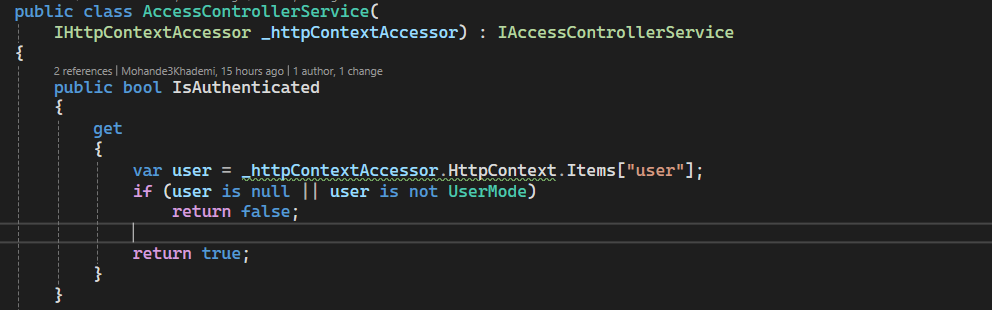 public class AccessControllerService(
IHttpContextAccessor _httpContextAccessor) : IAccessControllerService
{
2 references | Mohande3Khademi, 15 hours ago | 1 author, 1 change
public bool IsAuthenticated
{
get
{
var user = _httpContextAccessor.HttpContext.Items["user"];
if (user is null || user is not UserMode)
return false;
return true;
}
}